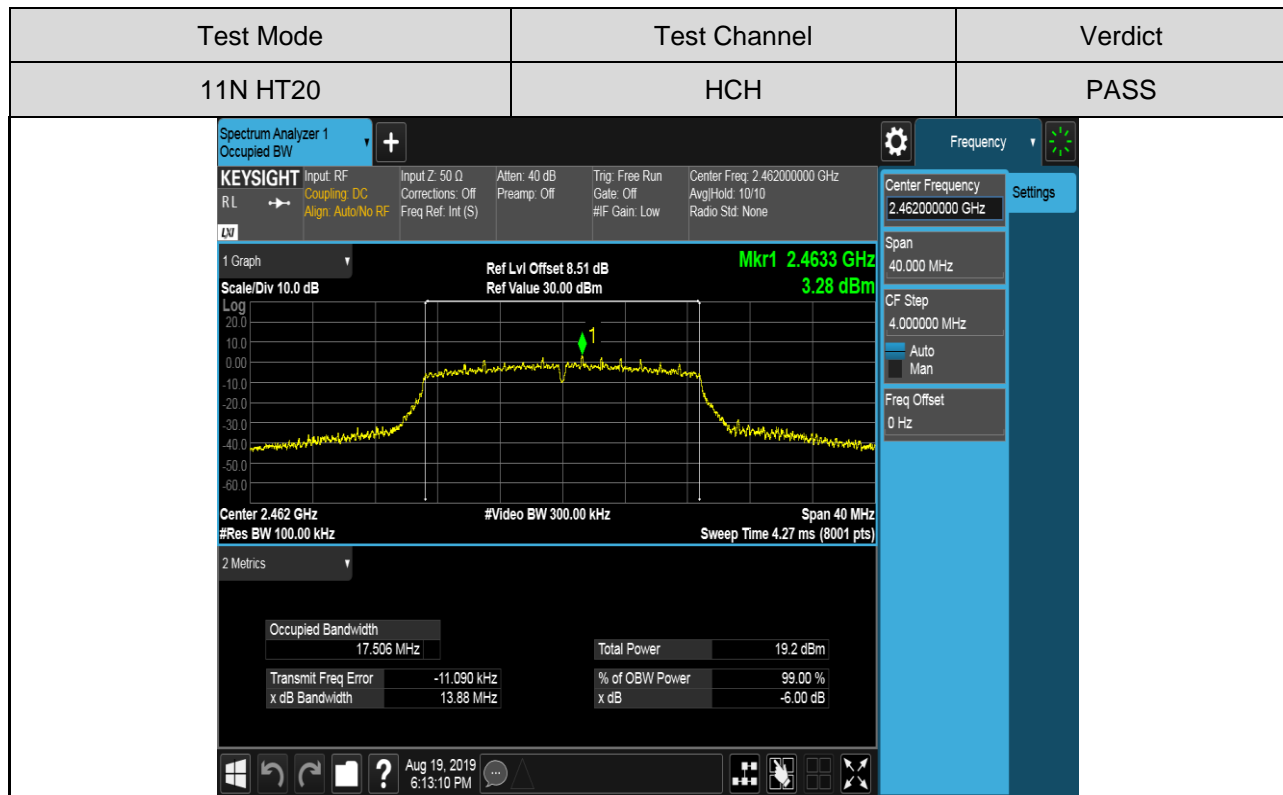 Test Mode Test Channel Verdict
11N HT20 HCH PASS
Spectrum Analyzer 1
Occupied BW
+
Frequency
KEYSIGHT
RL
LXI
Input: RF
Coupling: DC
Align: Auto/No RF
Input Z: 50 Ω
Corrections: Off
Freq Ref: Int (S)
Atten: 40 dB
Preamp: Off
Trig: Free Run
Gate: Off
#IF Gain: Low
Center Freq: 2.462000000 GHz
Avg|Hold: 10/10
Radio Std: None
Center Frequency
2.462000000 GHz
Settings
Span
40.000 MHz
CF Step
4.000000 MHz
Auto
Man
Freq Offset
0 Hz
1 Graph
Scale/Div 10.0 dB
Ref Lvl Offset 8.51 dB
Ref Value 30.00 dBm
Mkr1 2.4633 GHz
3.28 dBm
Log
20.0
10.0
0.00
-10.0
-20.0
-30.0
-40.0
-50.0
-60.0
1
Center 2.462 GHz
#Res BW 100.00 kHz
#Video BW 300.00 kHz
Span 40 MHz
Sweep Time 4.27 ms (8001 pts)
2 Metrics
Occupied Bandwidth
17.506 MHz
Transmit Freq Error -11.090 kHz
x dB Bandwidth 13.88 MHz
Total Power 19.2 dBm
% of OBW Power 99.00 %
x dB -6.00 dB
?
Aug 19, 2019
6:13:10 PM